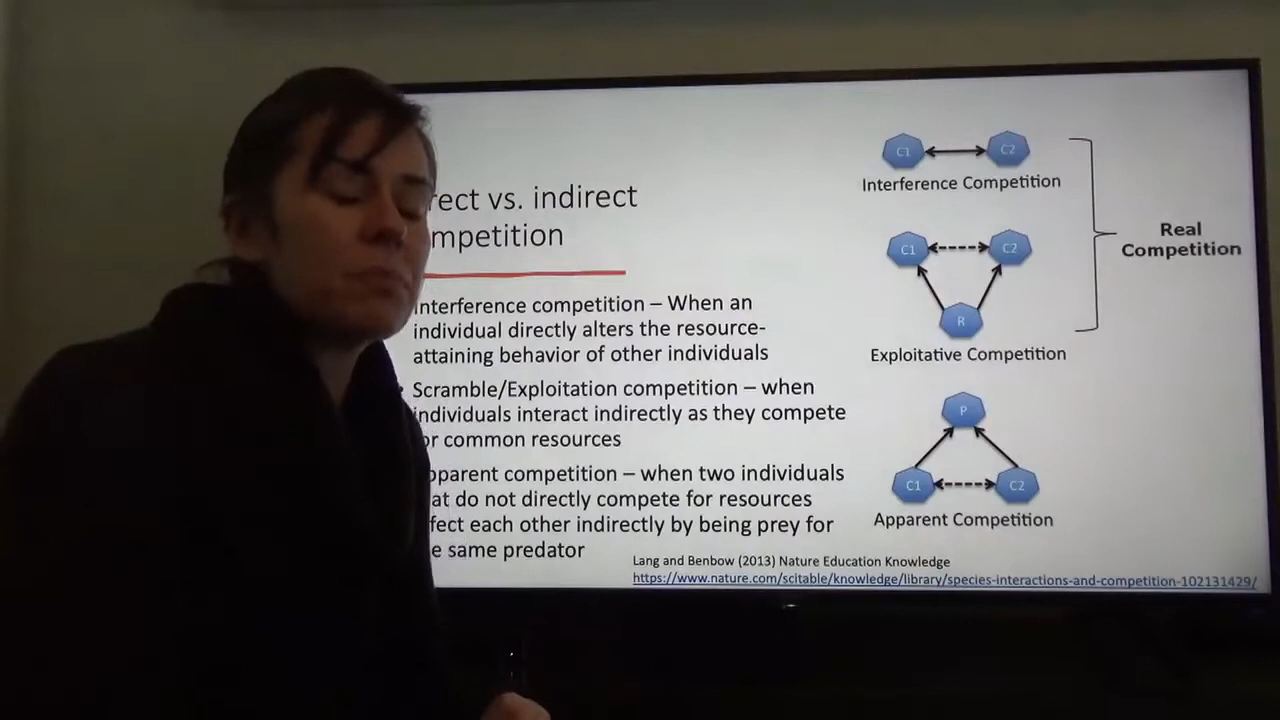 rect vs. indirect
mpetition
Interference competition – When an
individual directly alters the resource-
attaining behavior of other individuals
• Scramble/Exploitation competition – when
individuals interact indirectly as they compete
or common resources
pparent competition – when two individuals
at do not directly compete for resources
fect each other indirectly by being prey for
e same predator
C1
C2
Interference Competition
C1
C2
R
Exploitative Competition
Real
Competition
P
C1
C2
Apparent Competition
Lang and Benbow (2013) Nature Education Knowledge
https://www.nature.com/scitable/knowledge/library/species-interactions-and-competition-102131429/